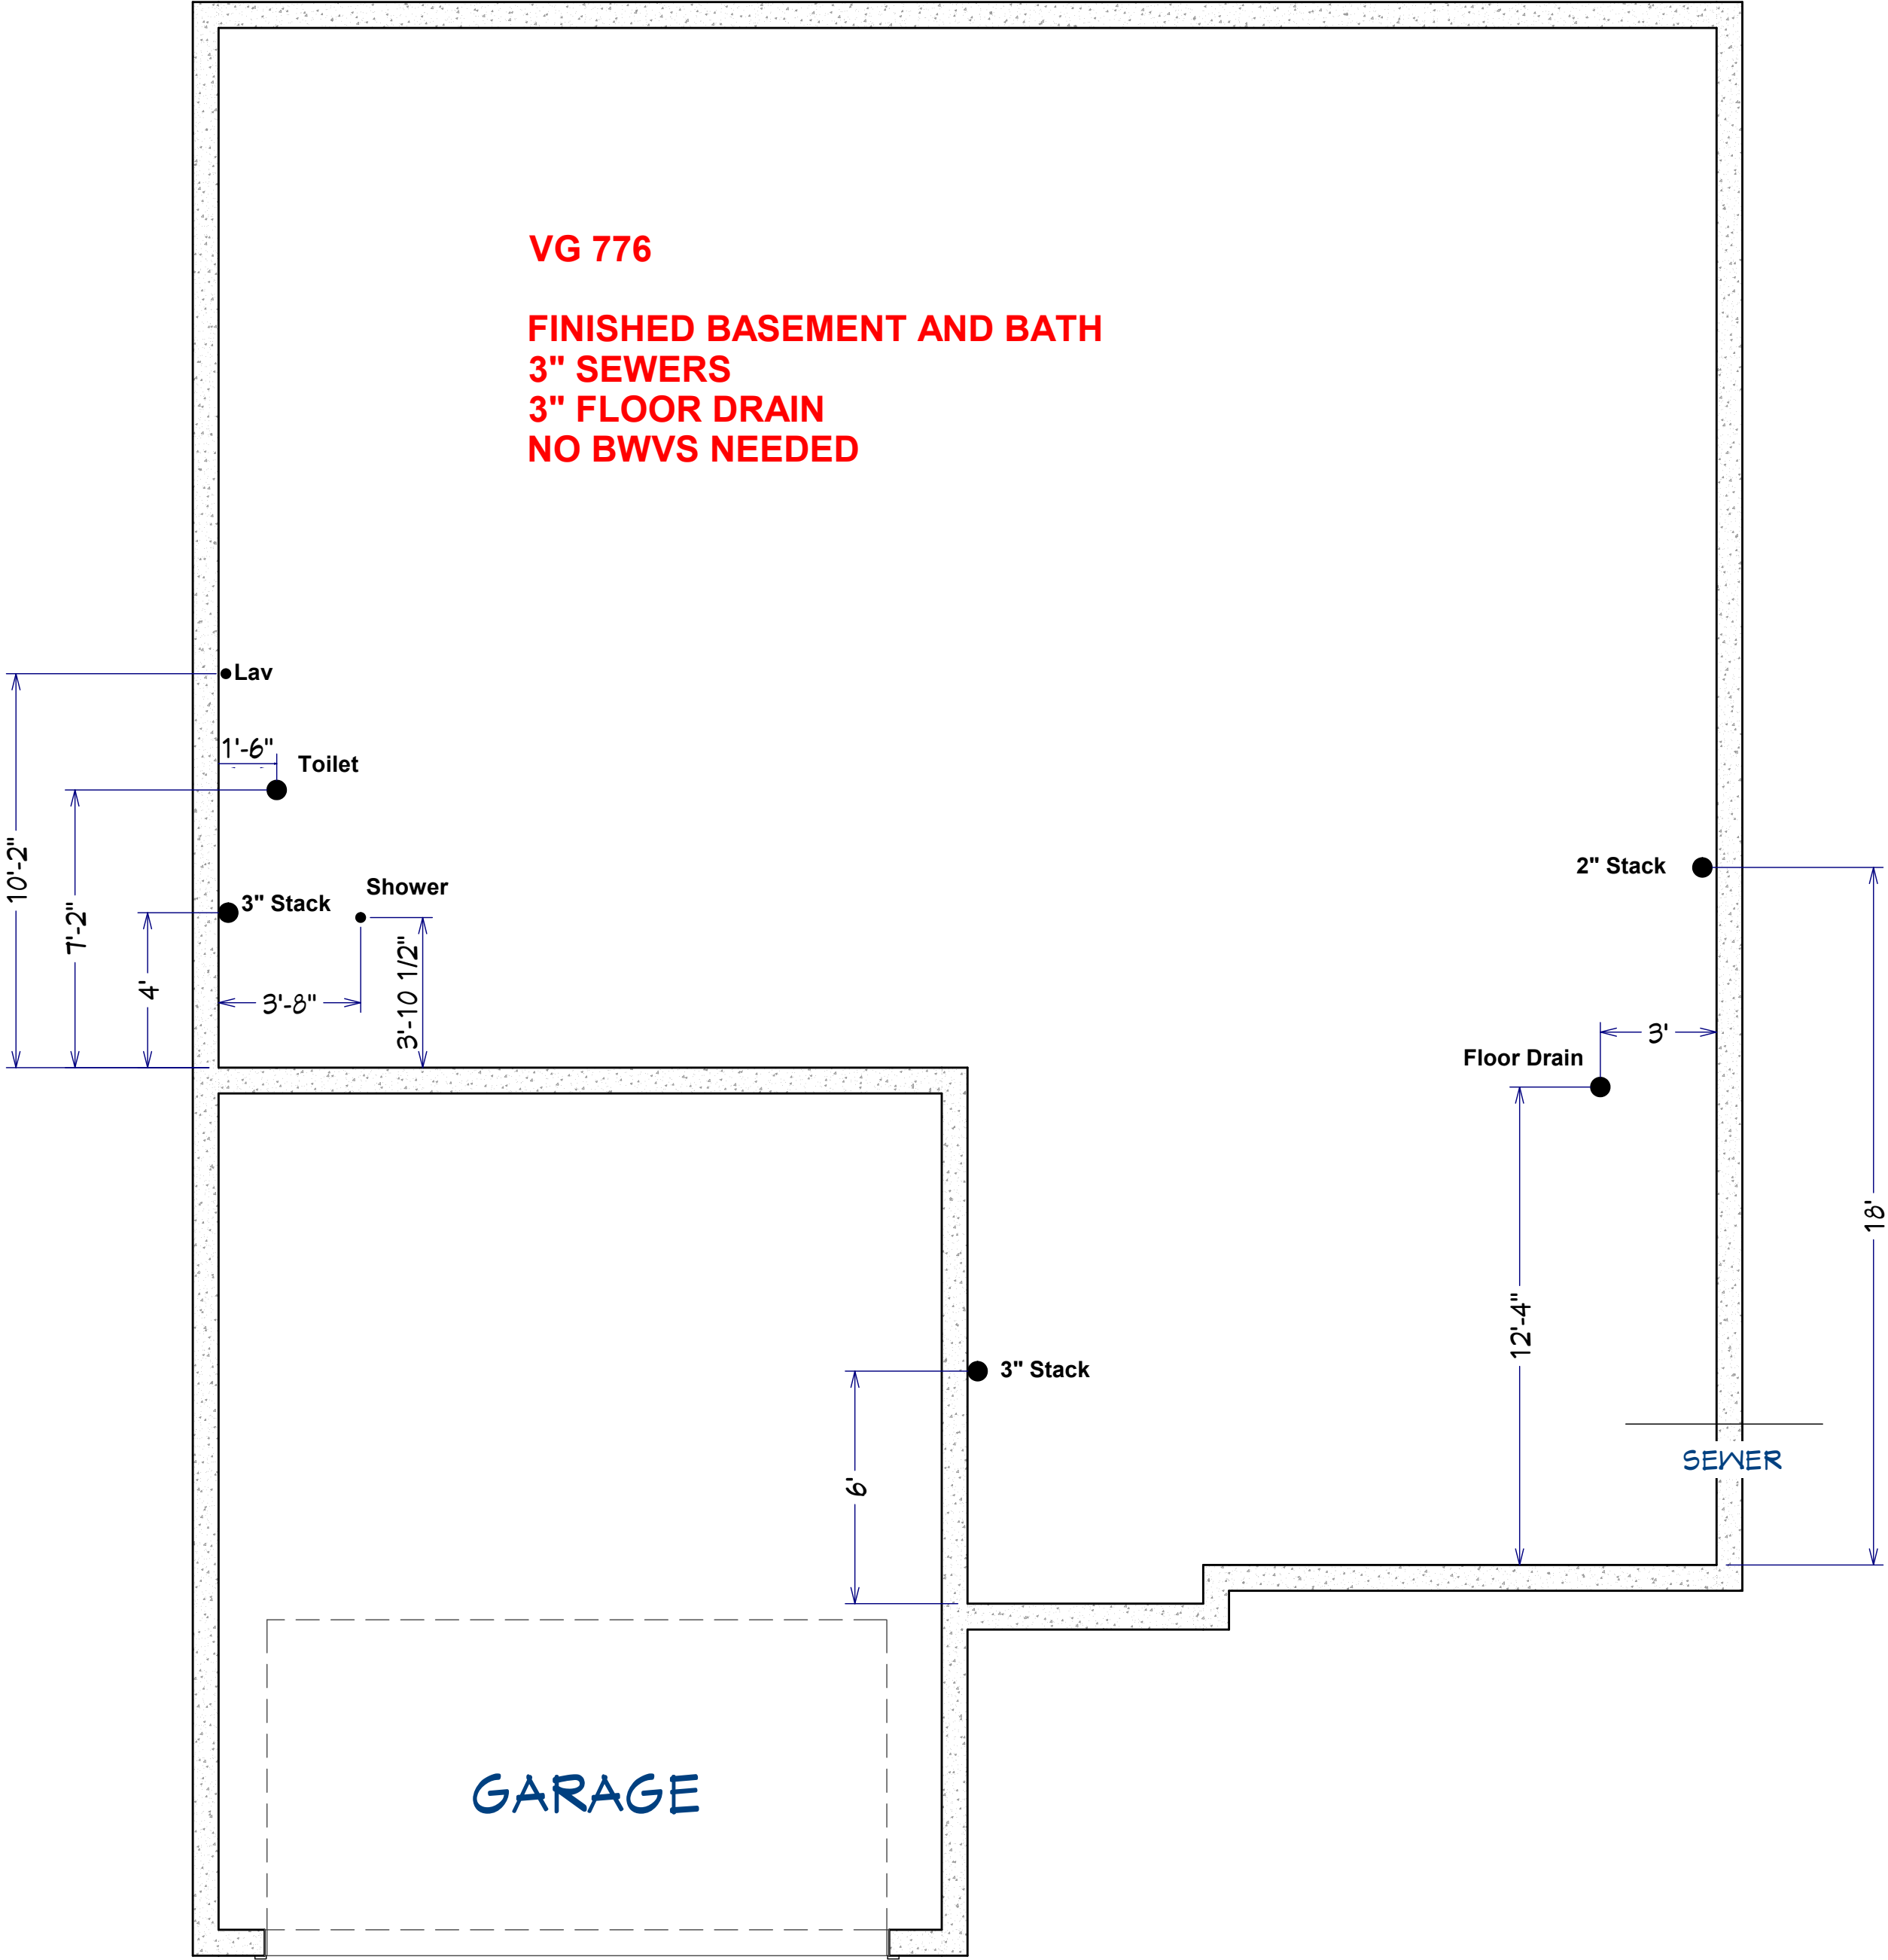 VG 776
FINISHED BASEMENT AND BATH
3" SEWERS
3" FLOOR DRAIN
NO BWVS NEEDED
Lav
1'-6"
Toilet
10'-2"
7'-2"
4'
3" Stack
Shower
3'-8"
3'-10 1/2"
2" Stack
3'
Floor Drain
18'
12'-4"
3" Stack
6'
SEWER
GARAGE